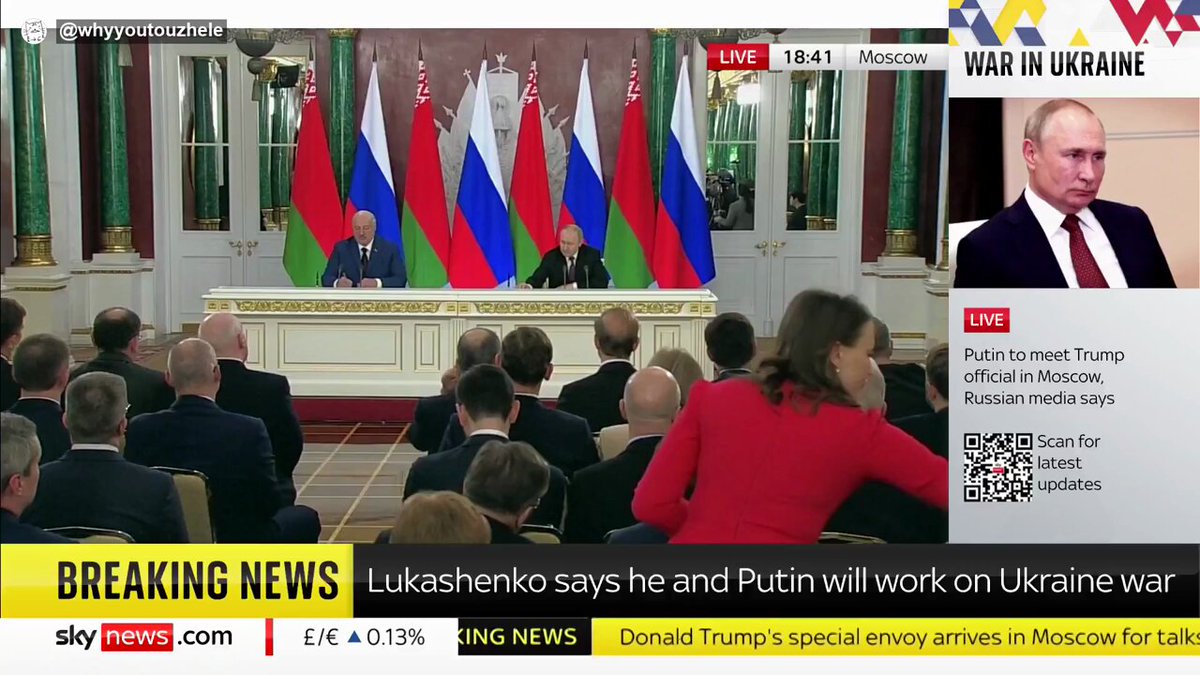 @whyyoutouzhele
LIVE 18:41 Moscow
WAR IN UKRAINE
LIVE
Putin to meet Trump
official in Moscow,
Russian media says
Scan for
latest
updates
BREAKING NEWS
Lukashenko says he and Putin will work on Ukraine war
sky news .com
£/€ ▲ 0.13%
KING NEWS
Donald Trump's special envoy arrives in Moscow for talks